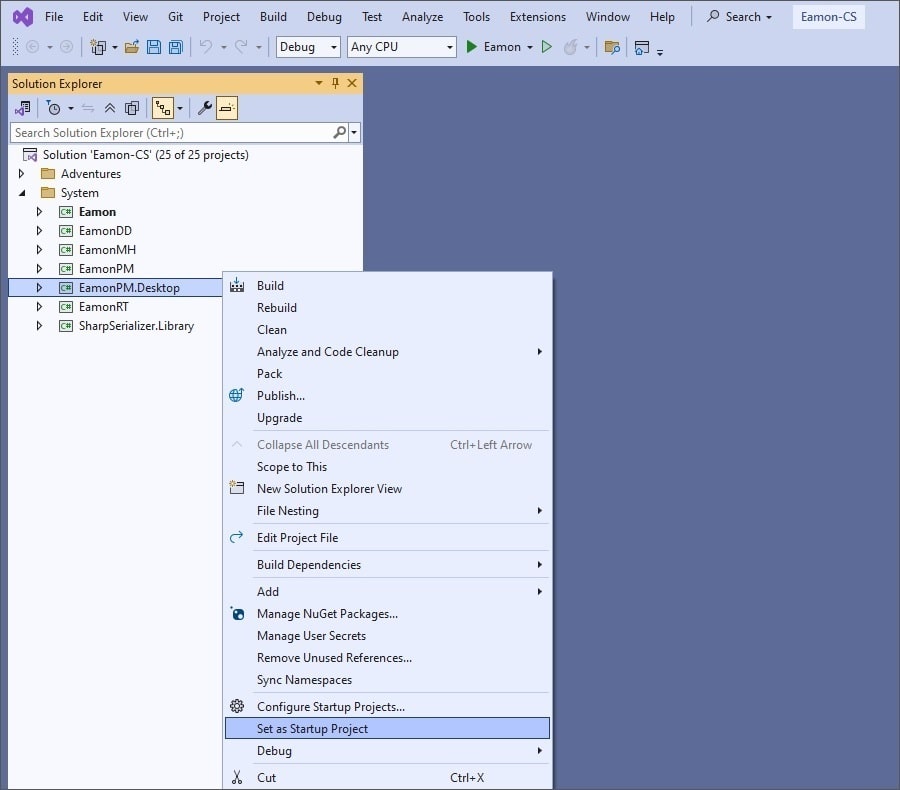 File Edit View Git Project Build Debug Test Analyze Tools Extensions Window Help Search Eamon-CS
Debug Any CPU Eamon
Solution Explorer
Search Solution Explorer (Ctrl+;)
Solution 'Eamon-CS' (25 of 25 projects)
Adventures
System
C# Eamon
C# EamonDD
C# EamonMH
C# EamonPM
C# EamonPM.Desktop
C# EamonRT
C# SharpSerializer.Library
Build
Rebuild
Clean
Analyze and Code Cleanup
Pack
Publish...
Upgrade
Collapse All Descendants Ctrl+Left Arrow
Scope to This
New Solution Explorer View
File Nesting
Edit Project File
Build Dependencies
Add
Manage NuGet Packages...
Manage User Secrets
Remove Unused References...
Sync Namespaces
Configure Startup Projects...
Set as Startup Project
Debug
Cut Ctrl+X